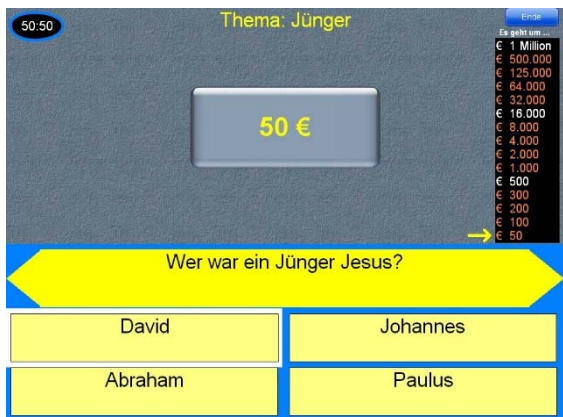 50:50
Thema: Jünger
Ende
Es geht um ...
€ 1 Million
€ 500.000
€ 125.000
€ 64.000
€ 32.000
€ 16.000
€ 8.000
€ 4.000
€ 2.000
€ 1.000
€ 500
€ 300
€ 200
€ 100
→ € 50
50 €
Wer war ein Jünger Jesus?
David
Johannes
Abraham
Paulus